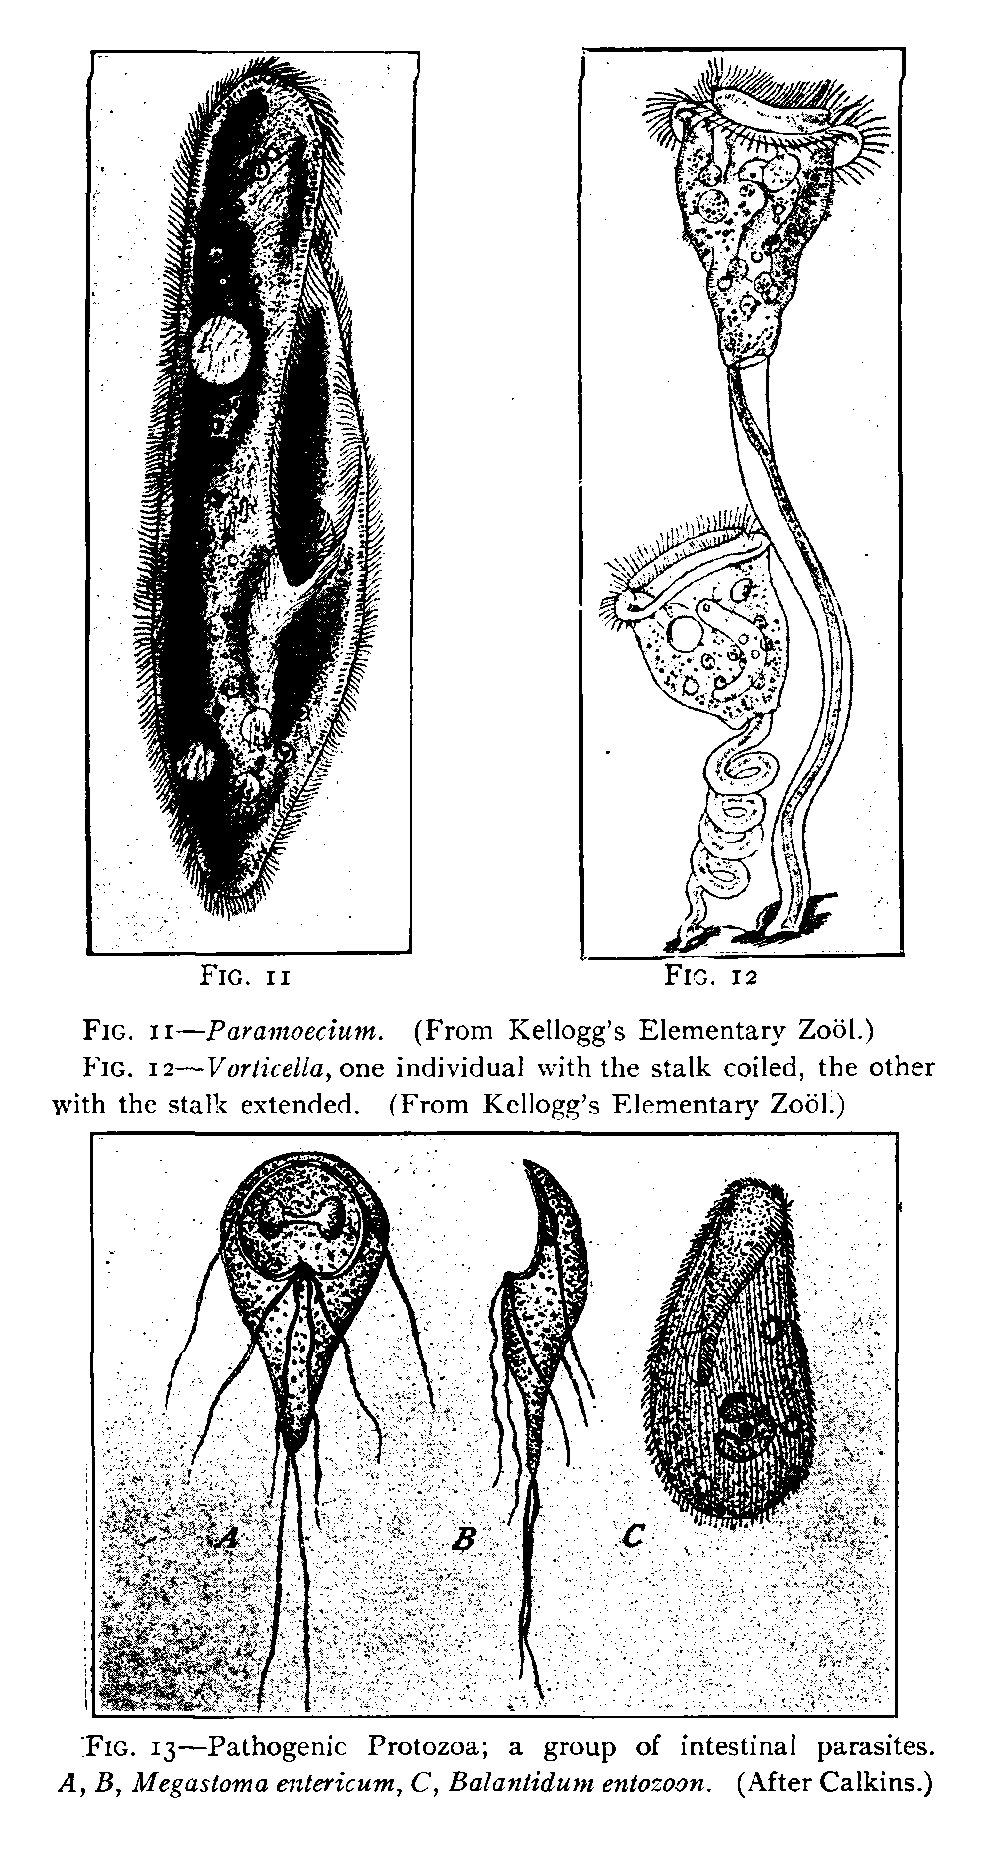 FIG. 11
FIG. 12
FIG. 11—Paramoecium. (From Kellogg's Elementary Zoöl.)
FIG. 12—Vorticella, one individual with the stalk coiled, the other
with the stalk extended. (From Kellogg's Elementary Zoöl.)
A
B
C
FIG. 13—Pathogenic Protozoa; a group of intestinal parasites.
A, B, Megastoma entericum, C, Balantidum entozoon. (After Calkins.)